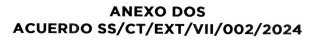 ANEXO DOS
ACUERDO SS/CT/EXT/VII/002/2024